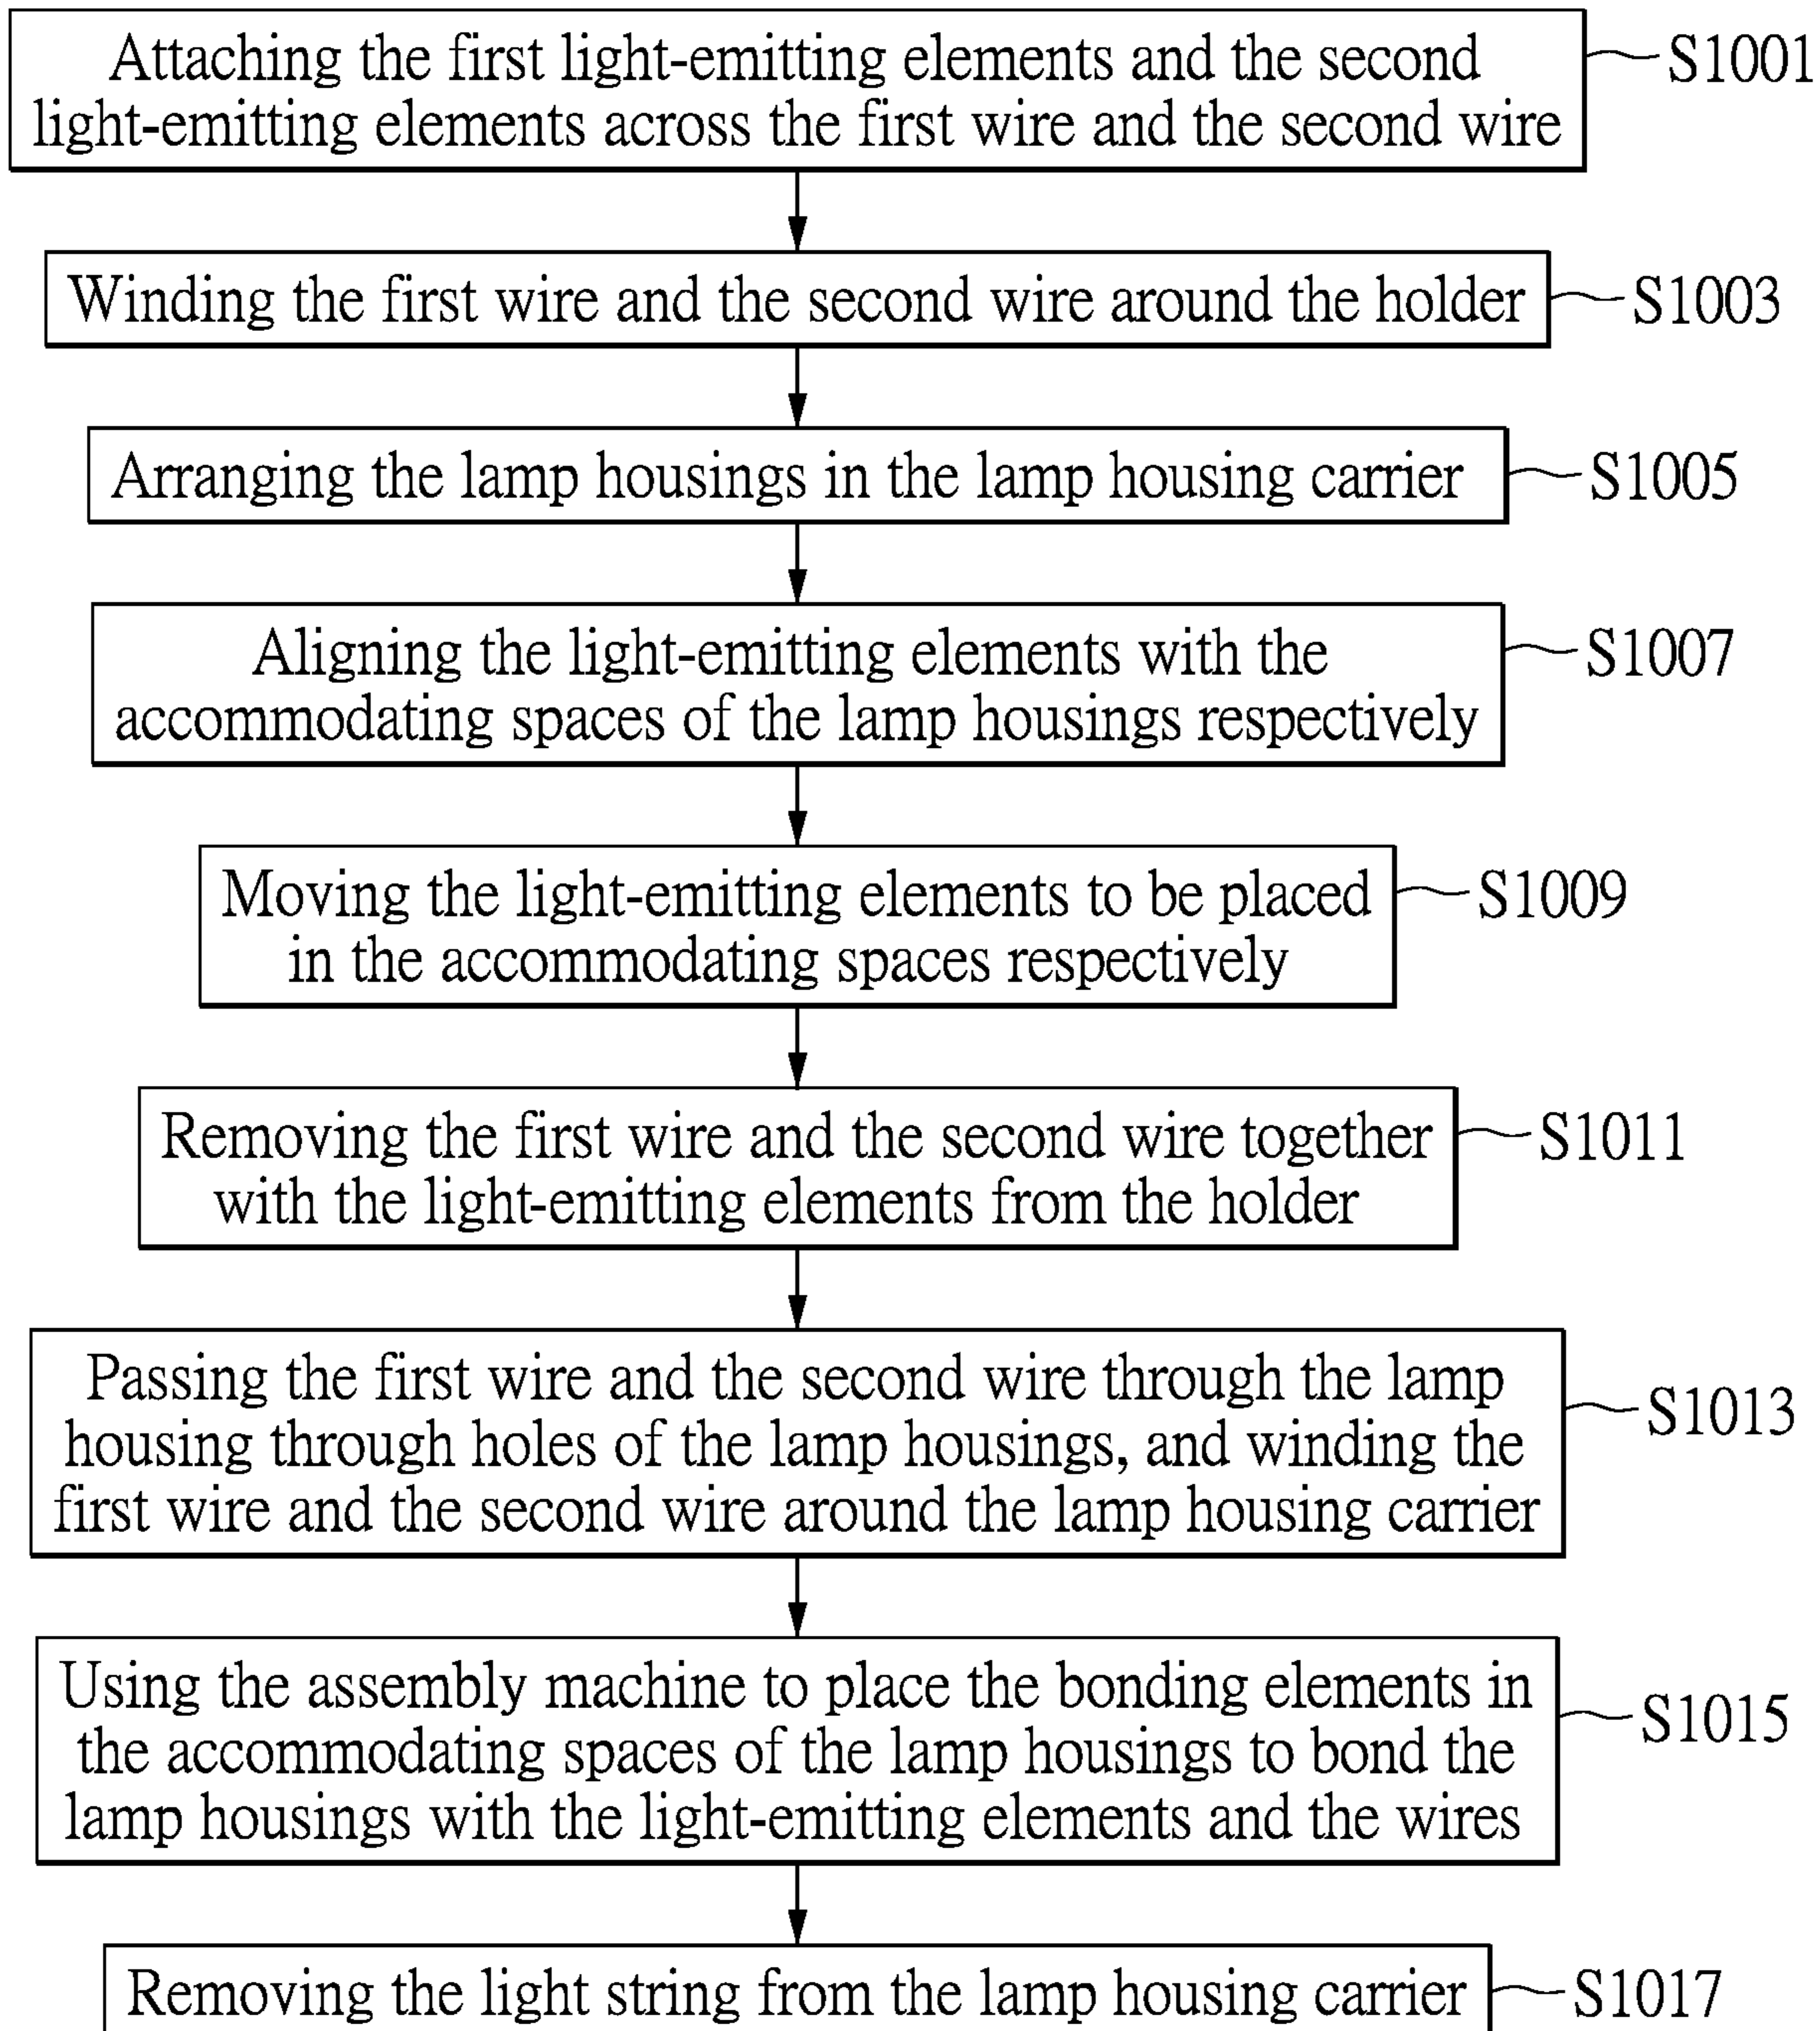 Attaching the first light-emitting elements and the second
light-emitting elements across the first wire and the second wire
S1001
Winding the first wire and the second wire around the holder
S1003
Arranging the lamp housings in the lamp housing carrier
S1005
Aligning the light-emitting elements with the
accommodating spaces of the lamp housings respectively
S1007
Moving the light-emitting elements to be placed
in the accommodating spaces respectively
S1009
Removing the first wire and the second wire together
with the light-emitting elements from the holder
S1011
Passing the first wire and the second wire through the lamp
housing through holes of the lamp housings, and winding the
first wire and the second wire around the lamp housing carrier
S1013
Using the assembly machine to place the bonding elements in
the accommodating spaces of the lamp housings to bond the
lamp housings with the light-emitting elements and the wires
S1015
Removing the light string from the lamp housing carrier
S1017